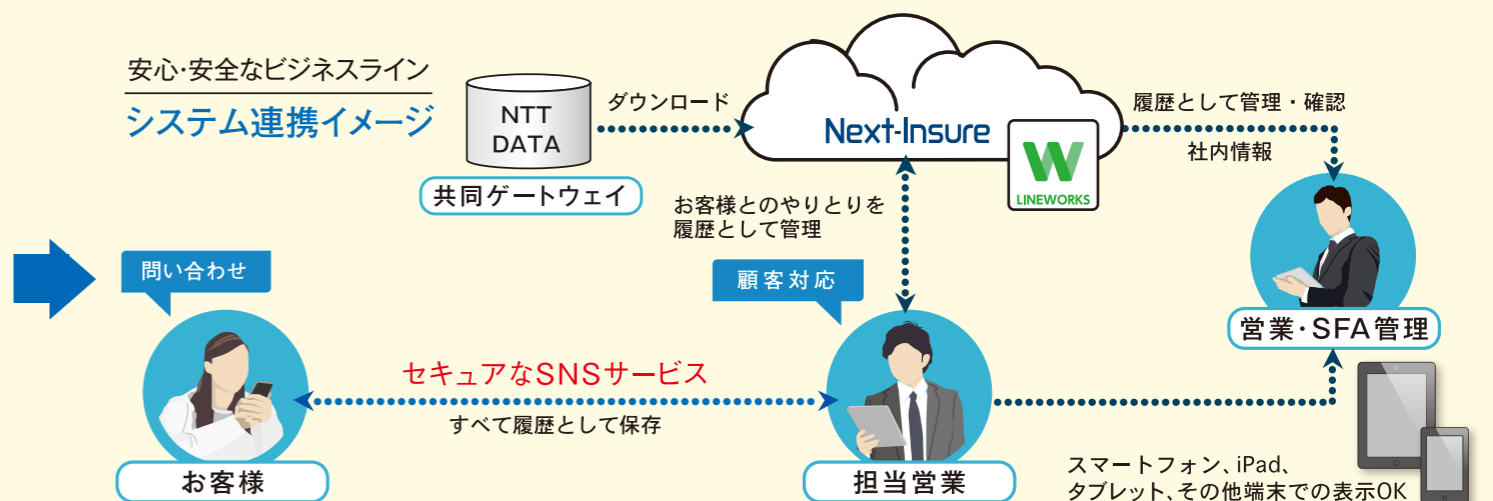 安心・安全なビジネスライン
システム連携イメージ
NTT
DATA
共同ゲートウェイ
ダウンロード
Next-Insure
LINEWORKS
履歴として管理・確認
社内情報
お客様とのやりとりを
履歴として管理
問い合わせ
顧客対応
営業・SFA管理
セキュアなSNSサービス
すべて履歴として保存
お客様
担当営業
スマートフォン、iPad、
タブレット、その他端末での表示OK